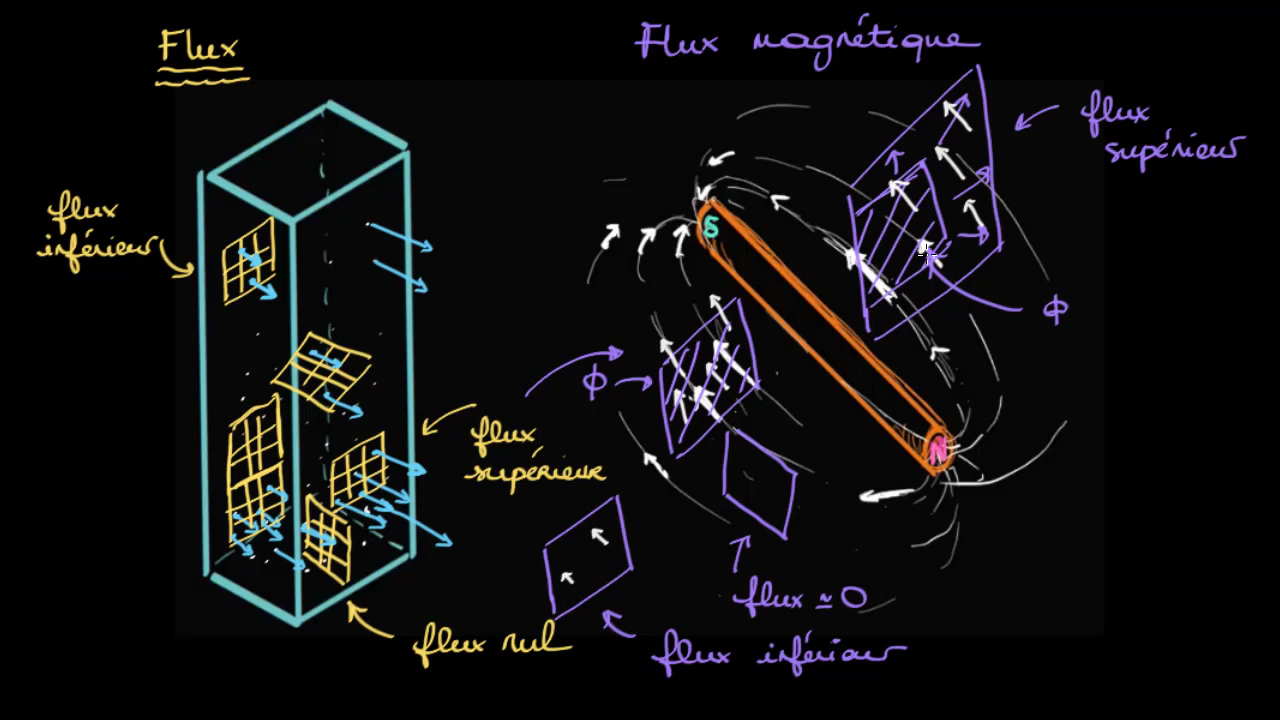 Flux
Flux magnétique
flux
supérieur
flux
inférieur
S
ϕ
ϕ
flux
supérieur
N
flux ≃ 0
flux nul
flux inférieur